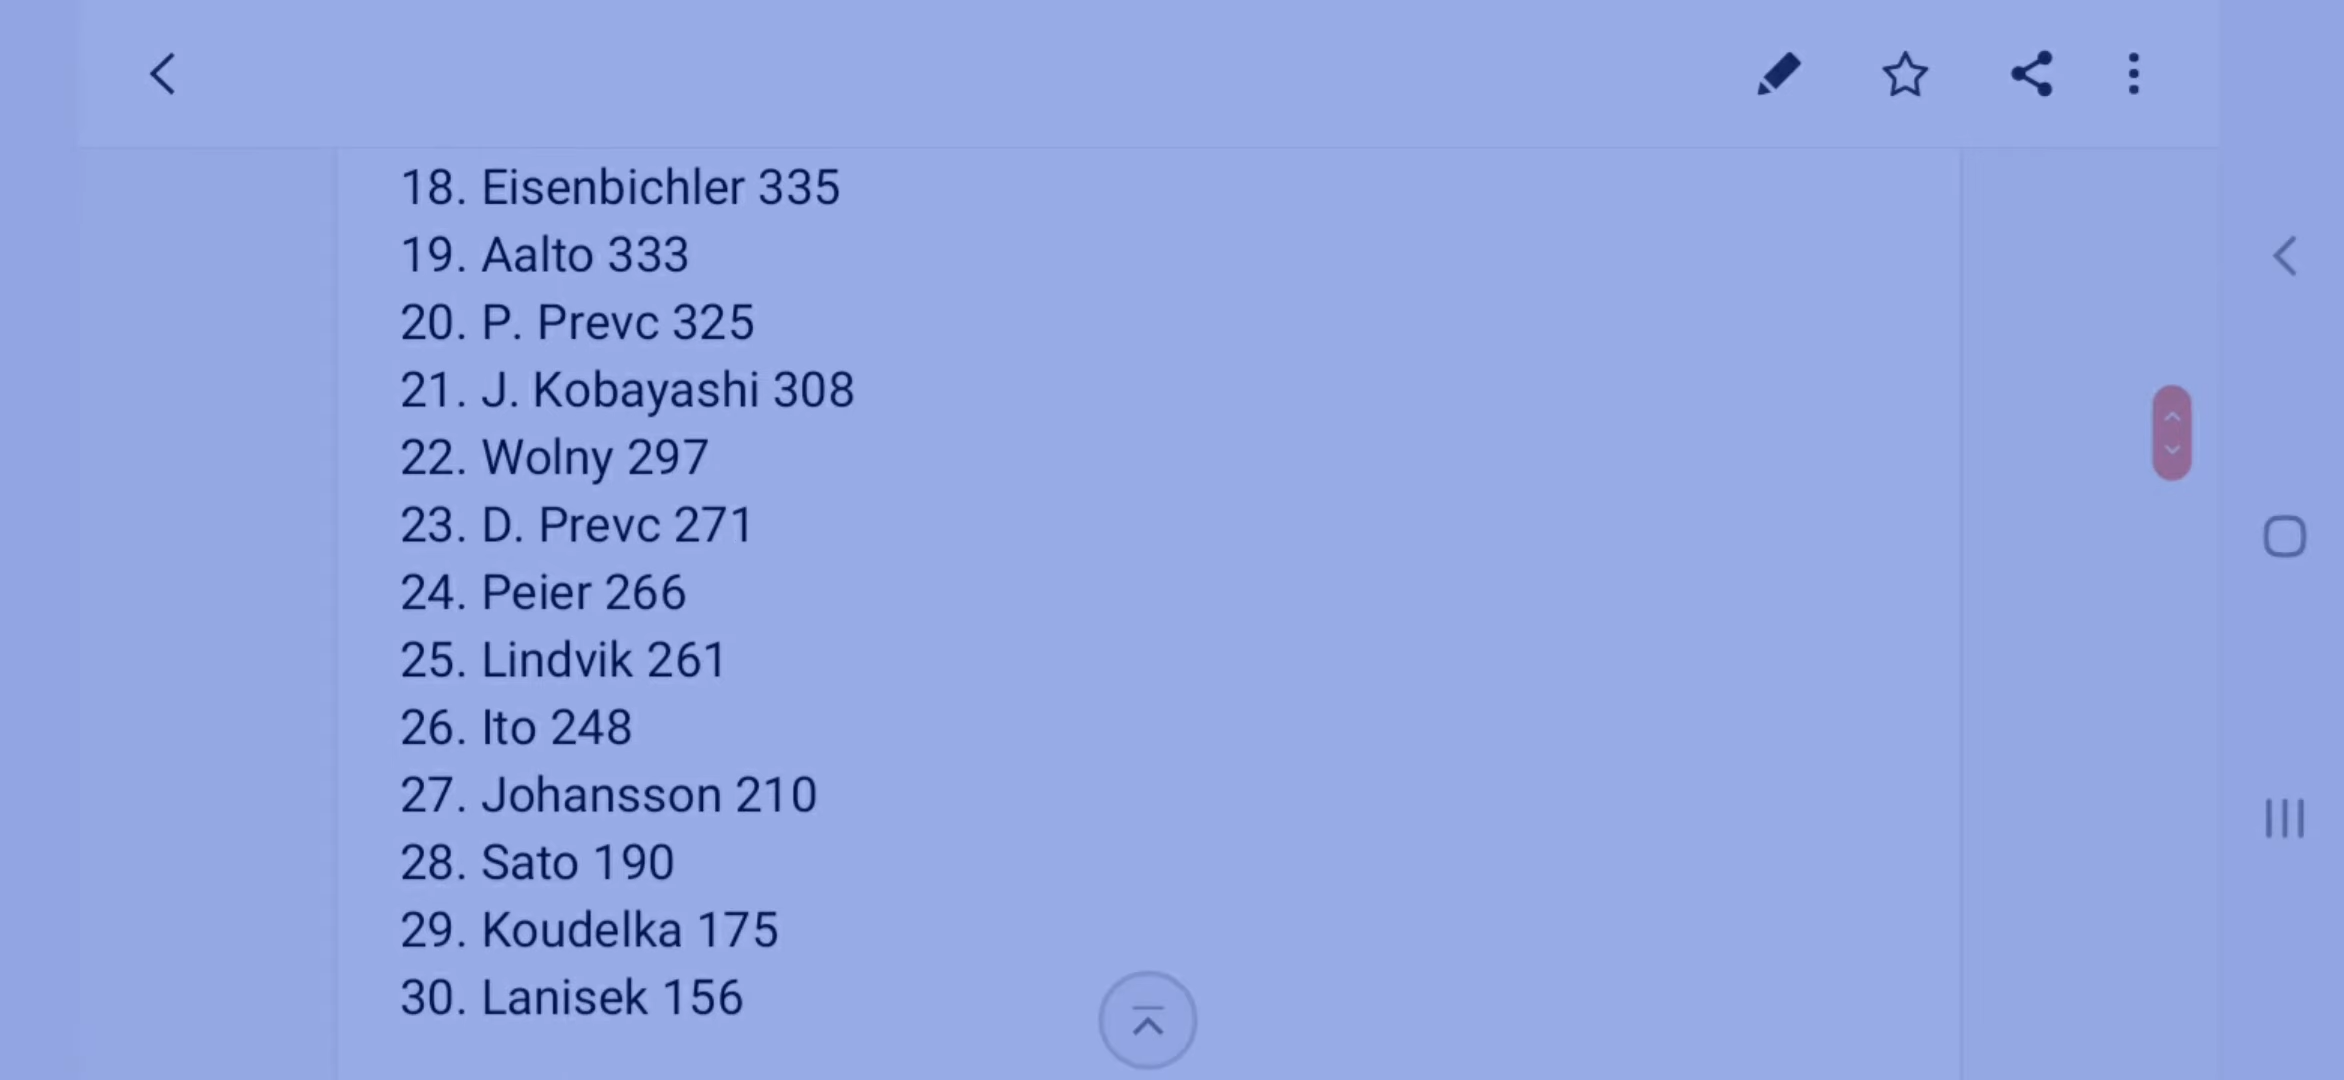 18. Eisenbichler 335
19. Aalto 333
20. P. Prevc 325
21. J. Kobayashi 308
22. Wolny 297
23. D. Prevc 271
24. Peier 266
25. Lindvik 261
26. Ito 248
27. Johansson 210
28. Sato 190
29. Koudelka 175
30. Lanisek 156